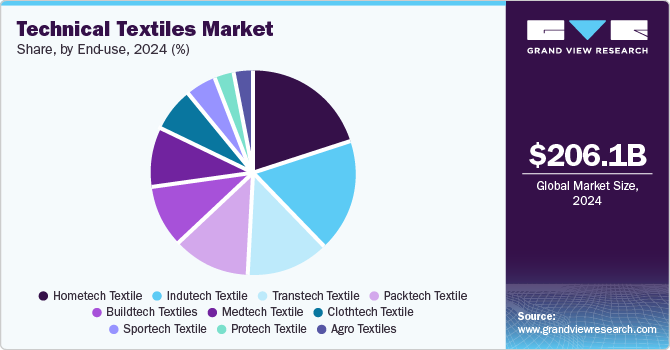 Technical Textiles Market
Share, by End-use, 2024 (%)
GRAND VIEW RESEARCH
$206.1B
Global Market Size,
2024
Hometech Textile Indutech Textile Transtech Textile Packtech Textile
Buildtech Textiles Medtech Textile Clothtech Textile
Sportech Textile Protech Textile Agro Textiles
Source:
www.grandviewresearch.com